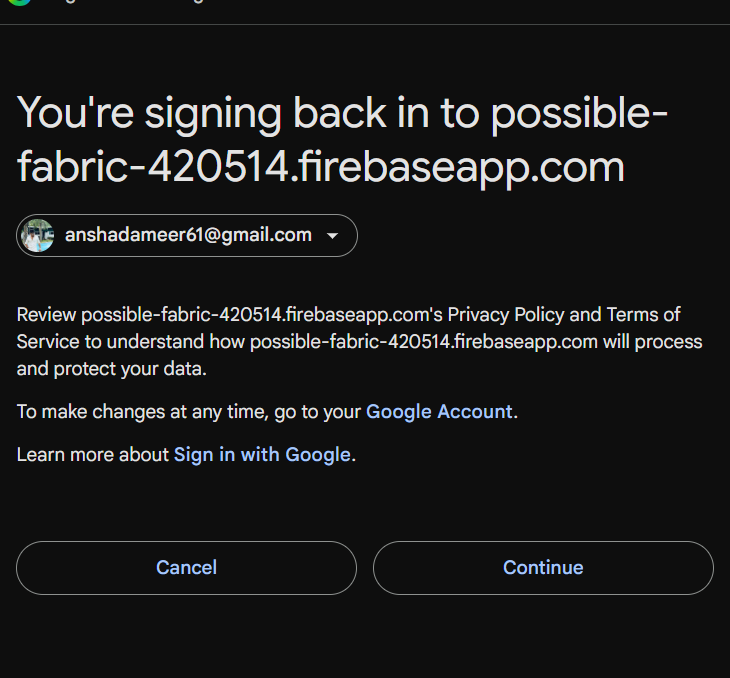 You're signing back in to possible-
fabric-420514.firebaseapp.com
anshadameer61@gmail.com
Review possible-fabric-420514.firebaseapp.com's Privacy Policy and Terms of
Service to understand how possible-fabric-420514.firebaseapp.com will process
and protect your data.
To make changes at any time, go to your Google Account.
Learn more about Sign in with Google.
Cancel
Continue